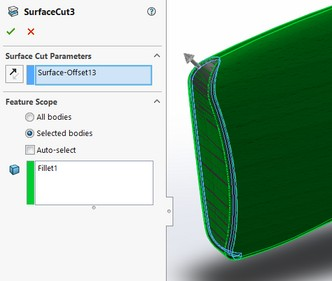 SurfaceCut3
Surface Cut Parameters
Surface-Offset13
Feature Scope
All bodies
Selected bodies
Auto-select
Fillet1